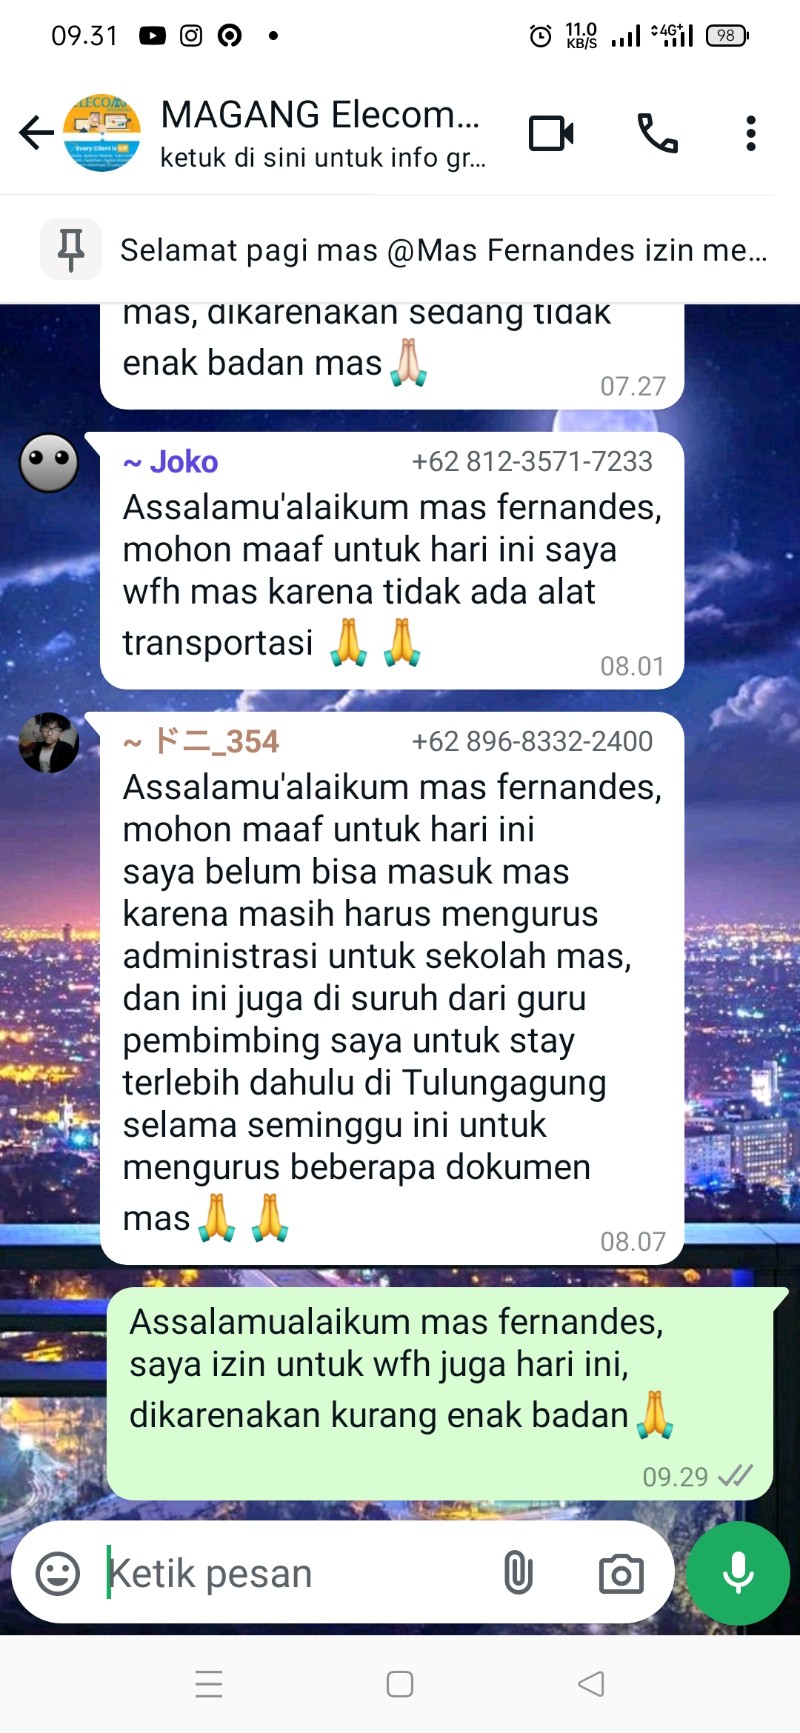 09.31
11.0
KB/S
4G+
98
MAGANG Elecom...
ketuk di sini untuk info gr...
Selamat pagi mas @Mas Fernandes izin me...
mas, dikarenakan sedang tidak
enak badan mas🙏🏻
07.27
~ Joko +62 812-3571-7233
Assalamu'alaikum mas fernandes,
mohon maaf untuk hari ini saya
wfh mas karena tidak ada alat
transportasi 🙏 🙏
08.01
~ ドニ_354 +62 896-8332-2400
Assalamu'alaikum mas fernandes,
mohon maaf untuk hari ini
saya belum bisa masuk mas
karena masih harus mengurus
administrasi untuk sekolah mas,
dan ini juga di suruh dari guru
pembimbing saya untuk stay
terlebih dahulu di Tulungagung
selama seminggu ini untuk
mengurus beberapa dokumen
mas🙏 🙏
08.07
Assalamualaikum mas fernandes,
saya izin untuk wfh juga hari ini,
dikarenakan kurang enak badan🙏
09.29
Ketik pesan